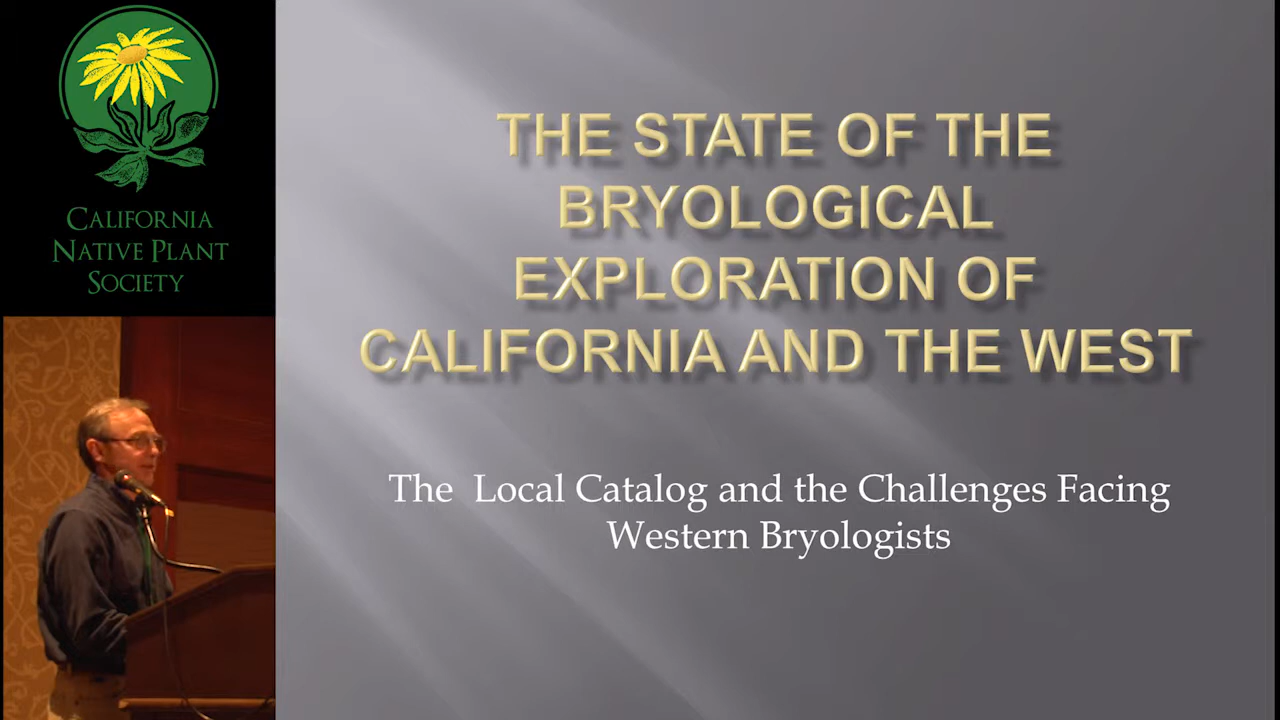 CALIFORNIA
NATIVE PLANT
SOCIETY
THE STATE OF THE
BRYOLOGICAL
EXPLORATION OF
CALIFORNIA AND THE WEST
The Local Catalog and the Challenges Facing
Western Bryologists